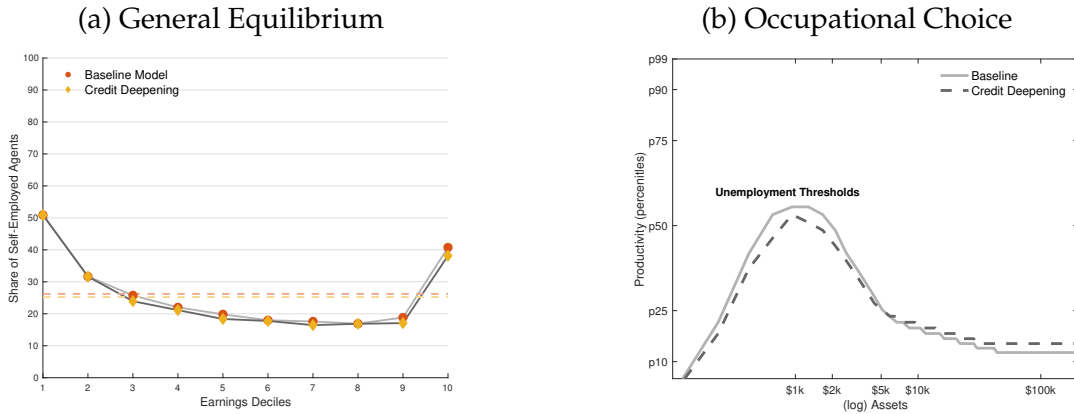 (a) General Equilibrium
Share of Self-Employed Agents
100
90
80
70
60
50
40
30
20
10
0
Baseline Model
Credit Deepening
1 2 3 4 5 6 7 8 9 10
Earnings Deciles
(b) Occupational Choice
Productivity (percenitles)
p99
p90
p75
p50
p25
p10
Baseline
Credit Deepening
Unemployment Thresholds
$1k $2k $5k $10k $100k
(log) Assets